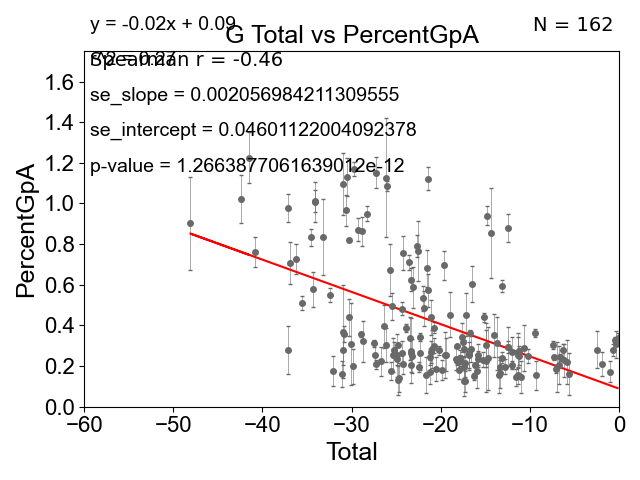 y = -0.02x + 0.09
N = 162
G Total vs PercentGpA
Spearman r = -0.46
se_slope = 0.002056984211309555
se_intercept = 0.04601122004092378
p-value = 1.2663877061639012e-12
PercentGpA
1.6
1.4
1.2
1.0
0.8
0.6
0.4
0.2
0.0
−60
−50
−40
−30
−20
−10
0
Total